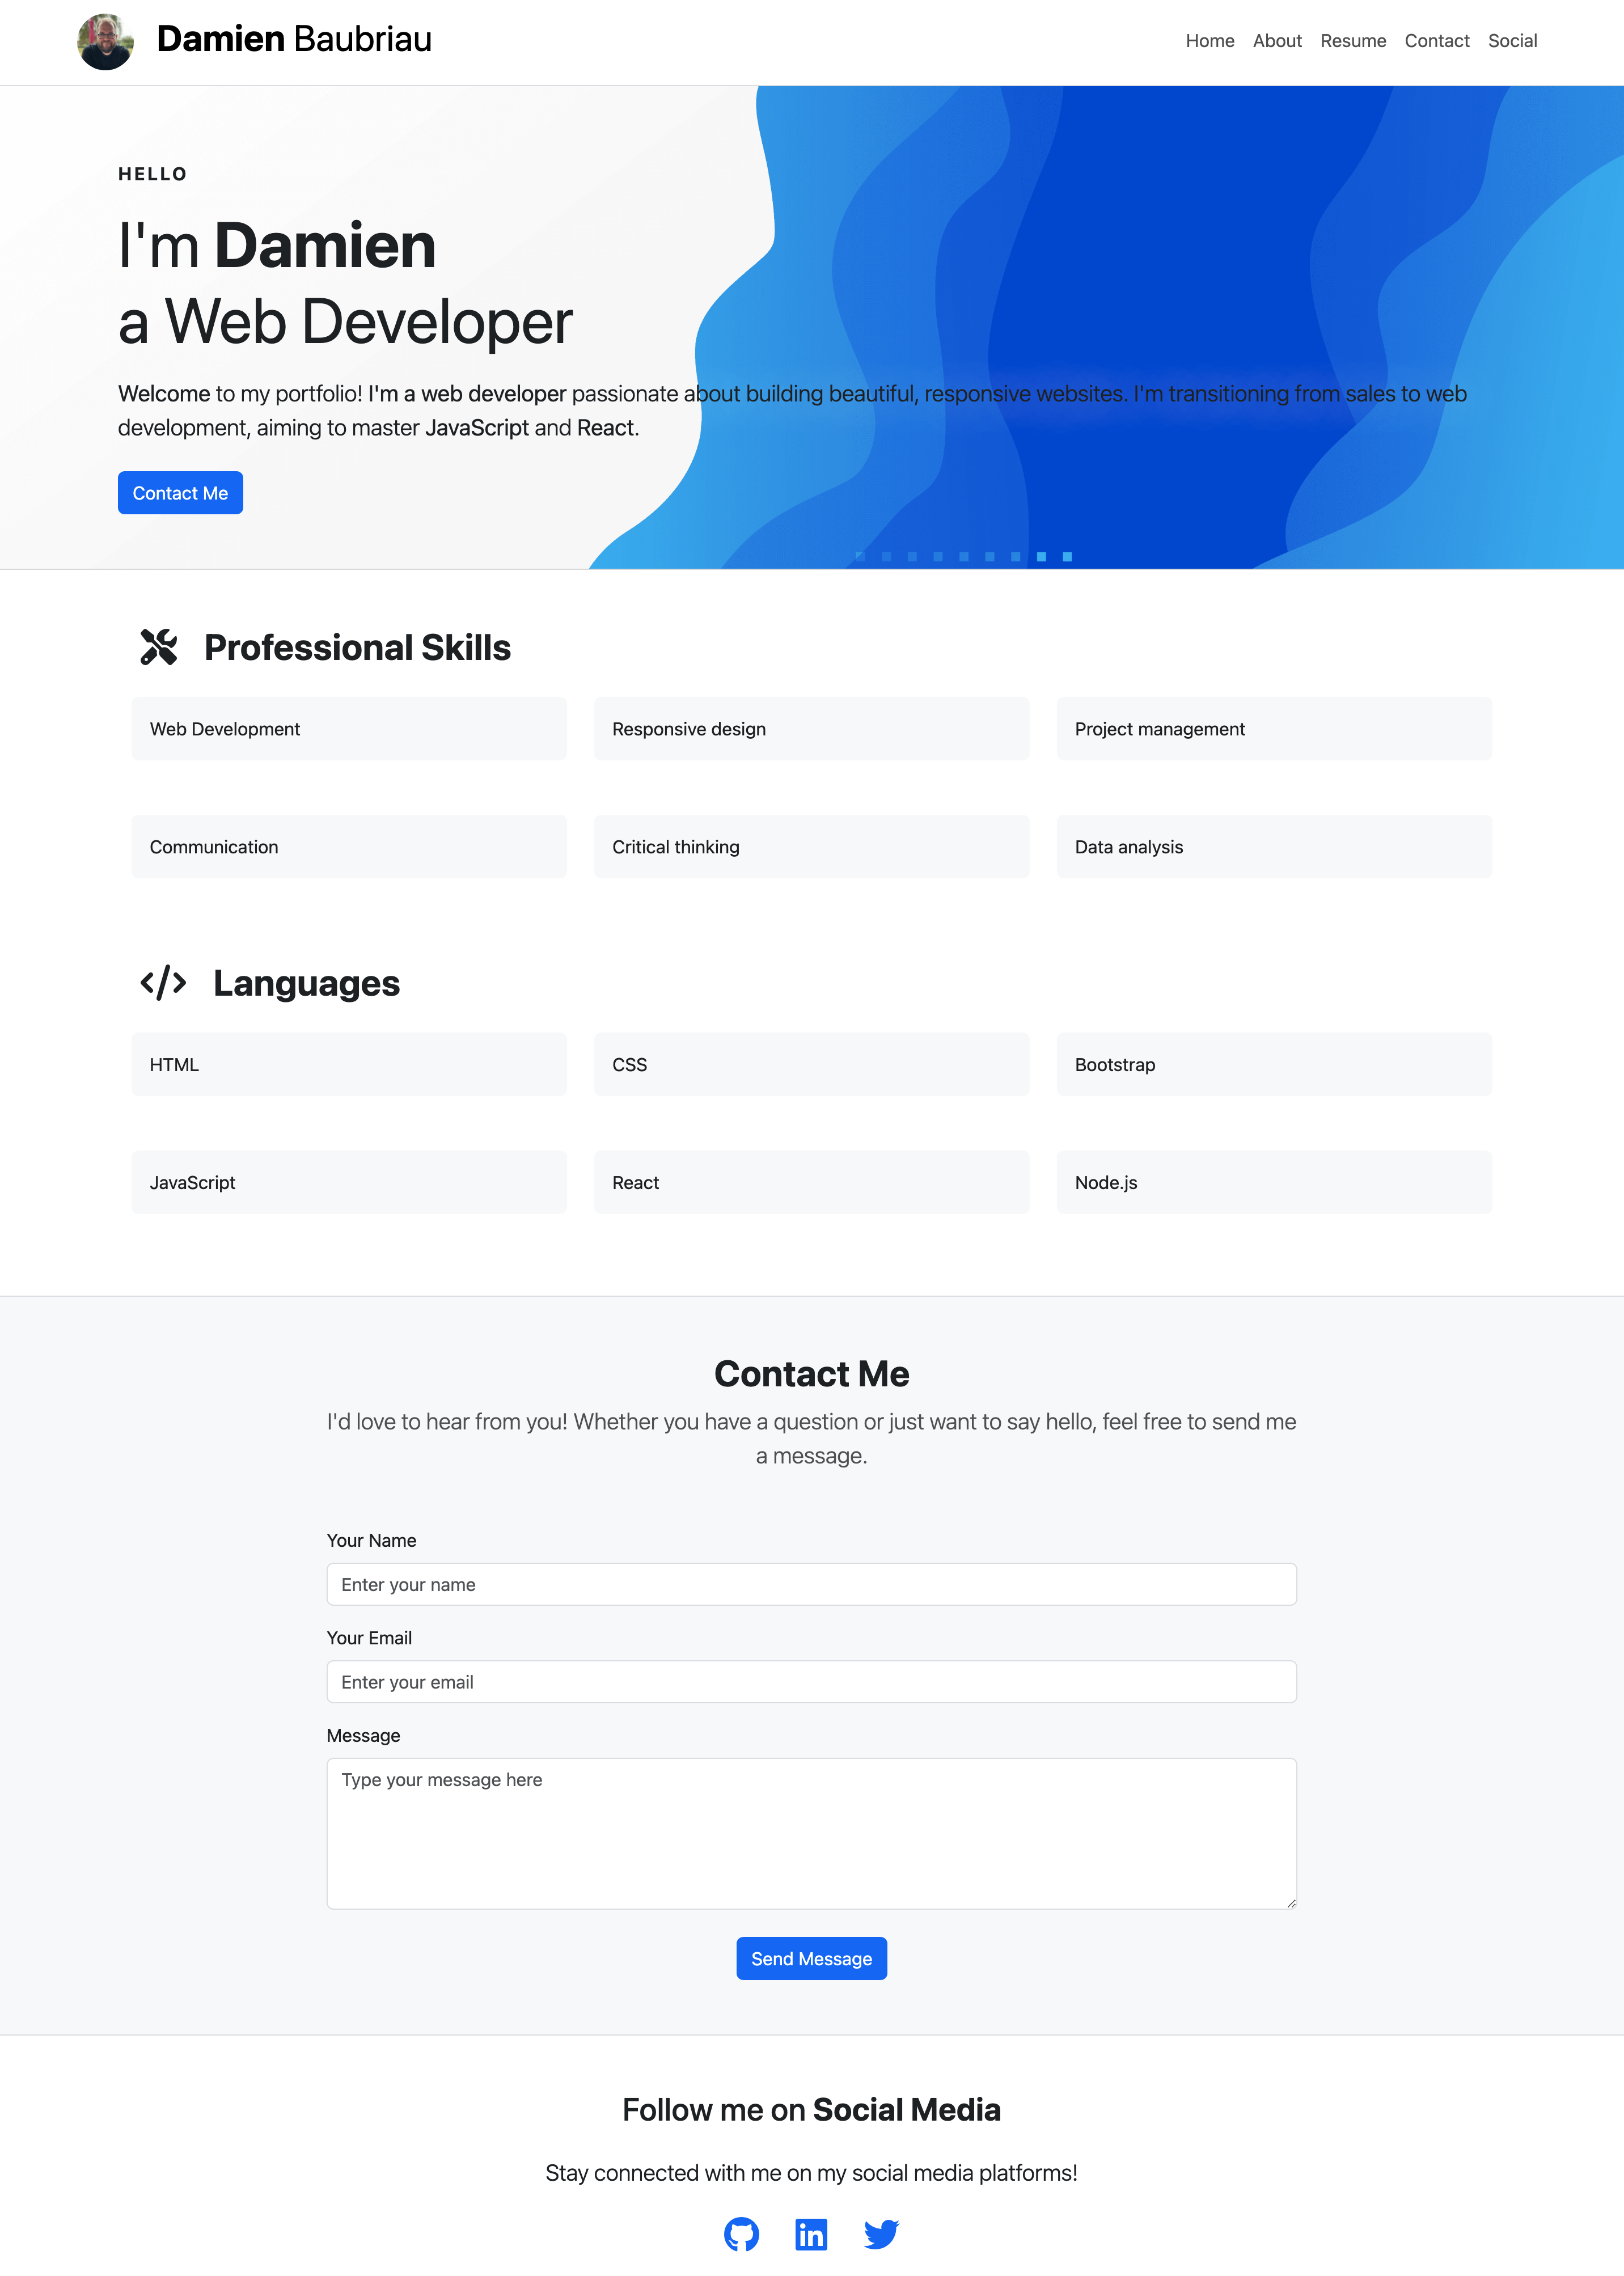 Damien Baubriau
Home About Resume Contact Social
HELLO
I'm Damien
a Web Developer
Welcome to my portfolio! I'm a web developer passionate about building beautiful, responsive websites. I'm transitioning from sales to web
development, aiming to master JavaScript and React.
Contact Me
Professional Skills
Web Development Responsive design Project management
Communication Critical thinking Data analysis
Languages
HTML CSS Bootstrap
JavaScript React Node.js
Contact Me
I'd love to hear from you! Whether you have a question or just want to say hello, feel free to send me
a message.
Your Name
Enter your name
Your Email
Enter your email
Message
Type your message here
Send Message
Follow me on Social Media
Stay connected with me on my social media platforms!